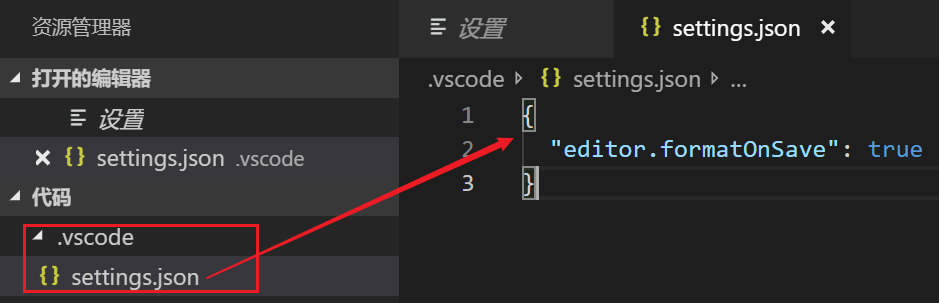 资源管理器
打开的编辑器
设置
settings.json .vscode
代码
.vscode
{} settings.json
设置
{} settings.json
.vscode {} settings.json ...
1 {
2 "editor.formatOnSave": true
3 }